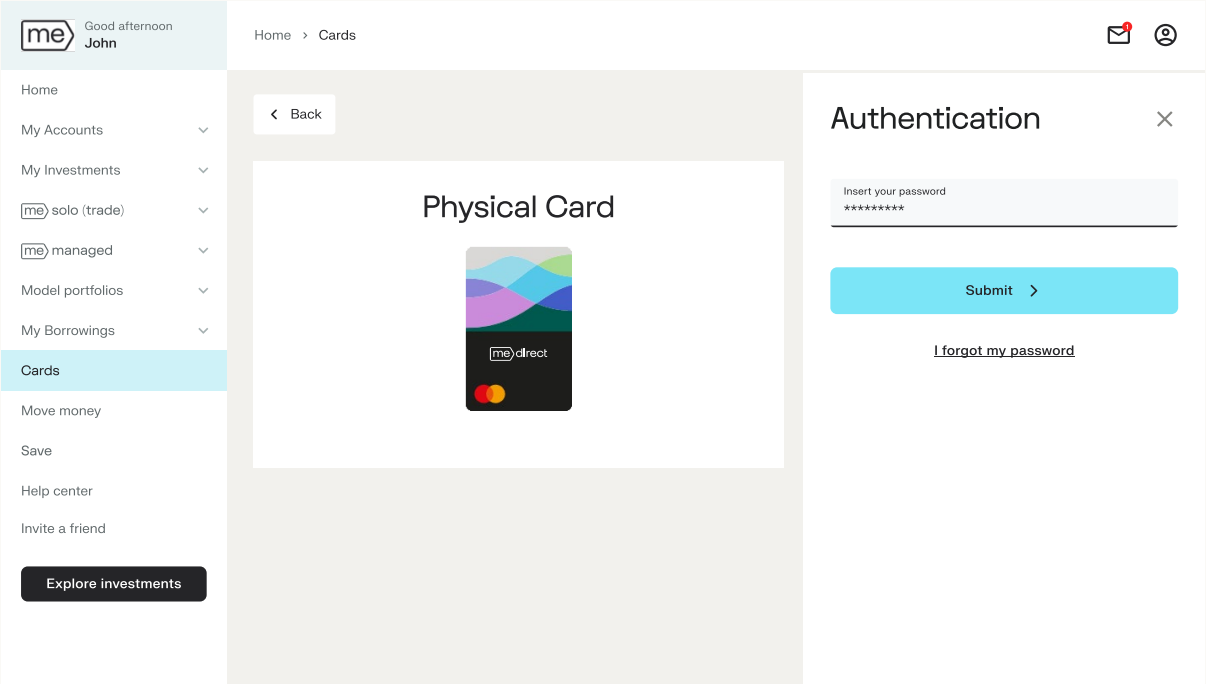 me
Good afternoon
John
Home
My Accounts
My Investments
me solo (trade)
me managed
Model portfolios
My Borrowings
Cards
Move money
Save
Help center
Invite a friend
Explore investments
Home > Cards
1
Back
Physical Card
me direct
Authentication
Insert your password
*********
Submit
I forgot my password